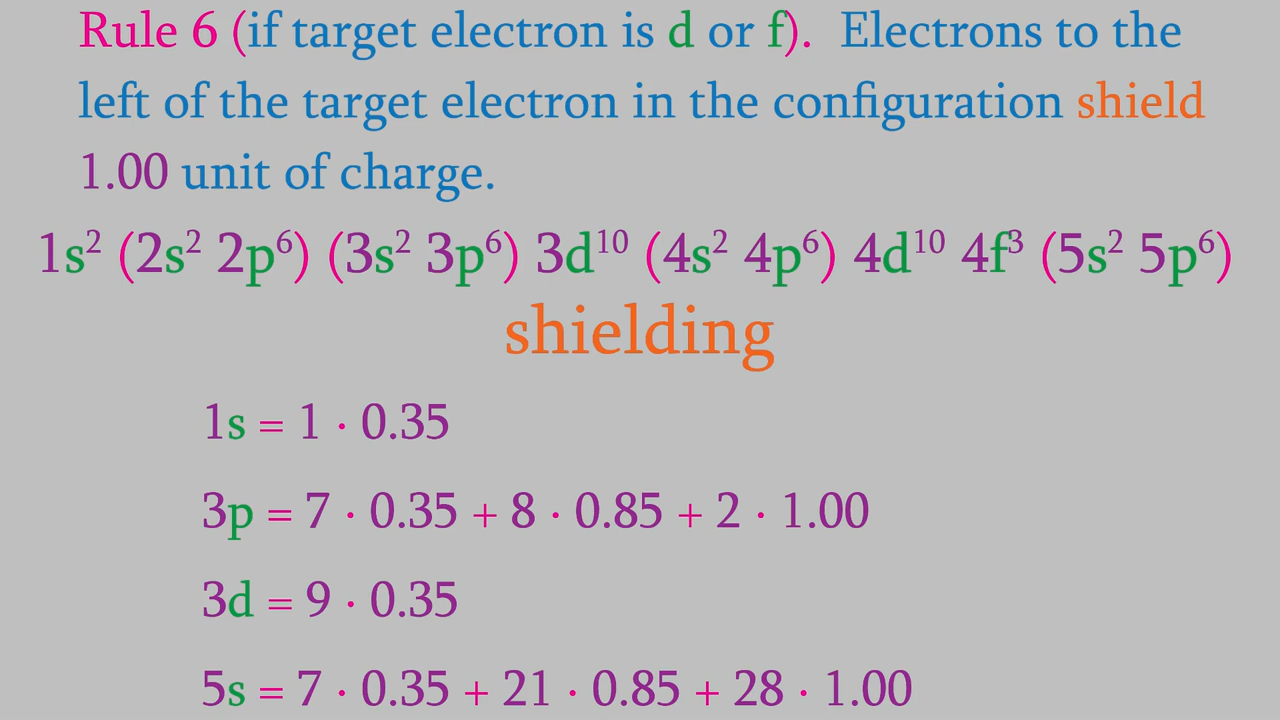 Rule 6 (if target electron is d or f).  Electrons to the
left of the target electron in the configuration shield
1.00 unit of charge.
1s² (2s² 2p⁶) (3s² 3p⁶) 3d¹⁰ (4s² 4p⁶) 4d¹⁰ 4f³ (5s² 5p⁶)
shielding
1s = 1 · 0.35
3p = 7 · 0.35 + 8 · 0.85 + 2 · 1.00
3d = 9 · 0.35
5s = 7 · 0.35 + 21 · 0.85 + 28 · 1.00